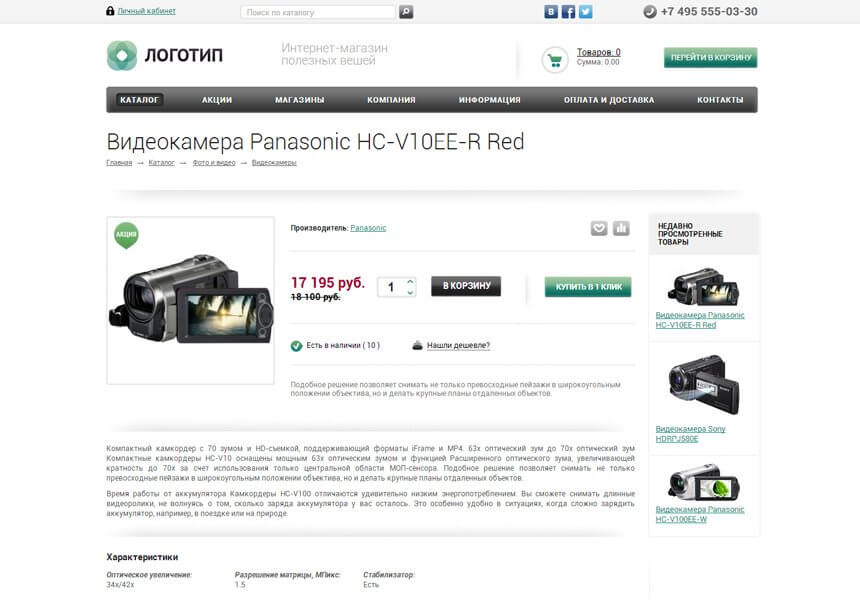 Личный кабинет
Поиск по каталогу
+7 495 555-03-30
ЛОГОТИП
Интернет-магазин
полезных вещей
Товаров: 0
Сумма: 0.00
ПЕРЕЙТИ В КОРЗИНУ
КАТАЛОГ АКЦИИ МАГАЗИНЫ КОМПАНИЯ ИНФОРМАЦИЯ ОПЛАТА И ДОСТАВКА КОНТАКТЫ
Видеокамера Panasonic HC-V10EE-R Red
Главная → Каталог → Фото и видео → Видеокамеры
АКЦИЯ
Производитель: Panasonic
17 195 руб.
18 100 руб.
1
В КОРЗИНУ
КУПИТЬ В 1 КЛИК
Есть в наличии ( 10 )
Нашли дешевле?
Подобное решение позволяет снимать не только превосходные пейзажи в широкоугольным
положении объектива, но и делать крупные планы отдаленных объектов.
НЕДАВНО
ПРОСМОТРЕННЫЕ
ТОВАРЫ
Видеокамера Panasonic
HC-V10EE-R Red
Видеокамера Sony
Видеокамера Panasonic
HC-V100EE-W
Компактный камкордер с 70 зумом и HD-съемкой, поддерживающий форматы iFrame и MP4. 63x оптический зум до 70x оптический зум
Компактные камкордеры HC-V10 оснащены мощным 63x оптическим зумом и функцией Расширенного оптического зума, увеличивающей
кратность до 70x за счет использования только центральной области МОП-сенсора. Подобное решение позволяет снимать не только
превосходные пейзажи в широкоугольным положении объектива, но и делать крупные планы отдаленных объектов.
Время работы от аккумулятора Камкордеры HC-V100 отличаются удивительно низким энергопотреблением. Вы сможете снимать длинные
видеоролики, не волнуясь о том, сколько заряда аккумулятора у вас осталось. Это особенно удобно в ситуациях, когда сложно зарядить
аккумулятор, например, в поездке или на природе.
Характеристики
Оптическое увеличение:
34x/42x
Разрешение матрицы, МПикс:
1.5
Стабилизатор:
Есть